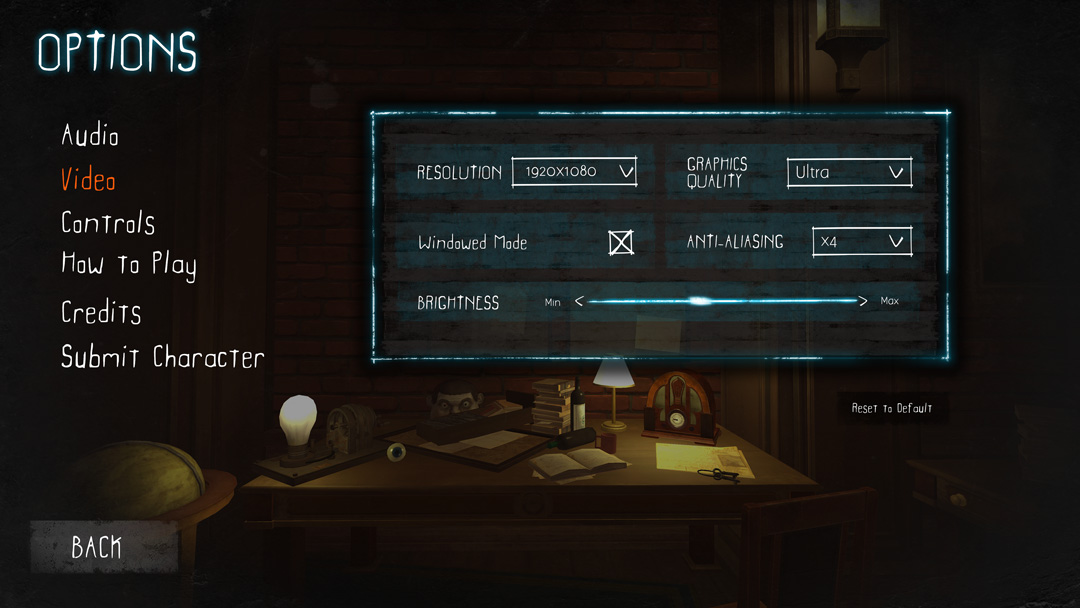 OPTIONS
Audio
Video
Controls
How to Play
Credits
Submit Character
RESOLUTION 1920X1080
GRAPHICS
QUALITY Ultra
Windowed Mode
ANTI-ALIASING X4
BRIGHTNESS Min < > Max
Reset to Default
BACK